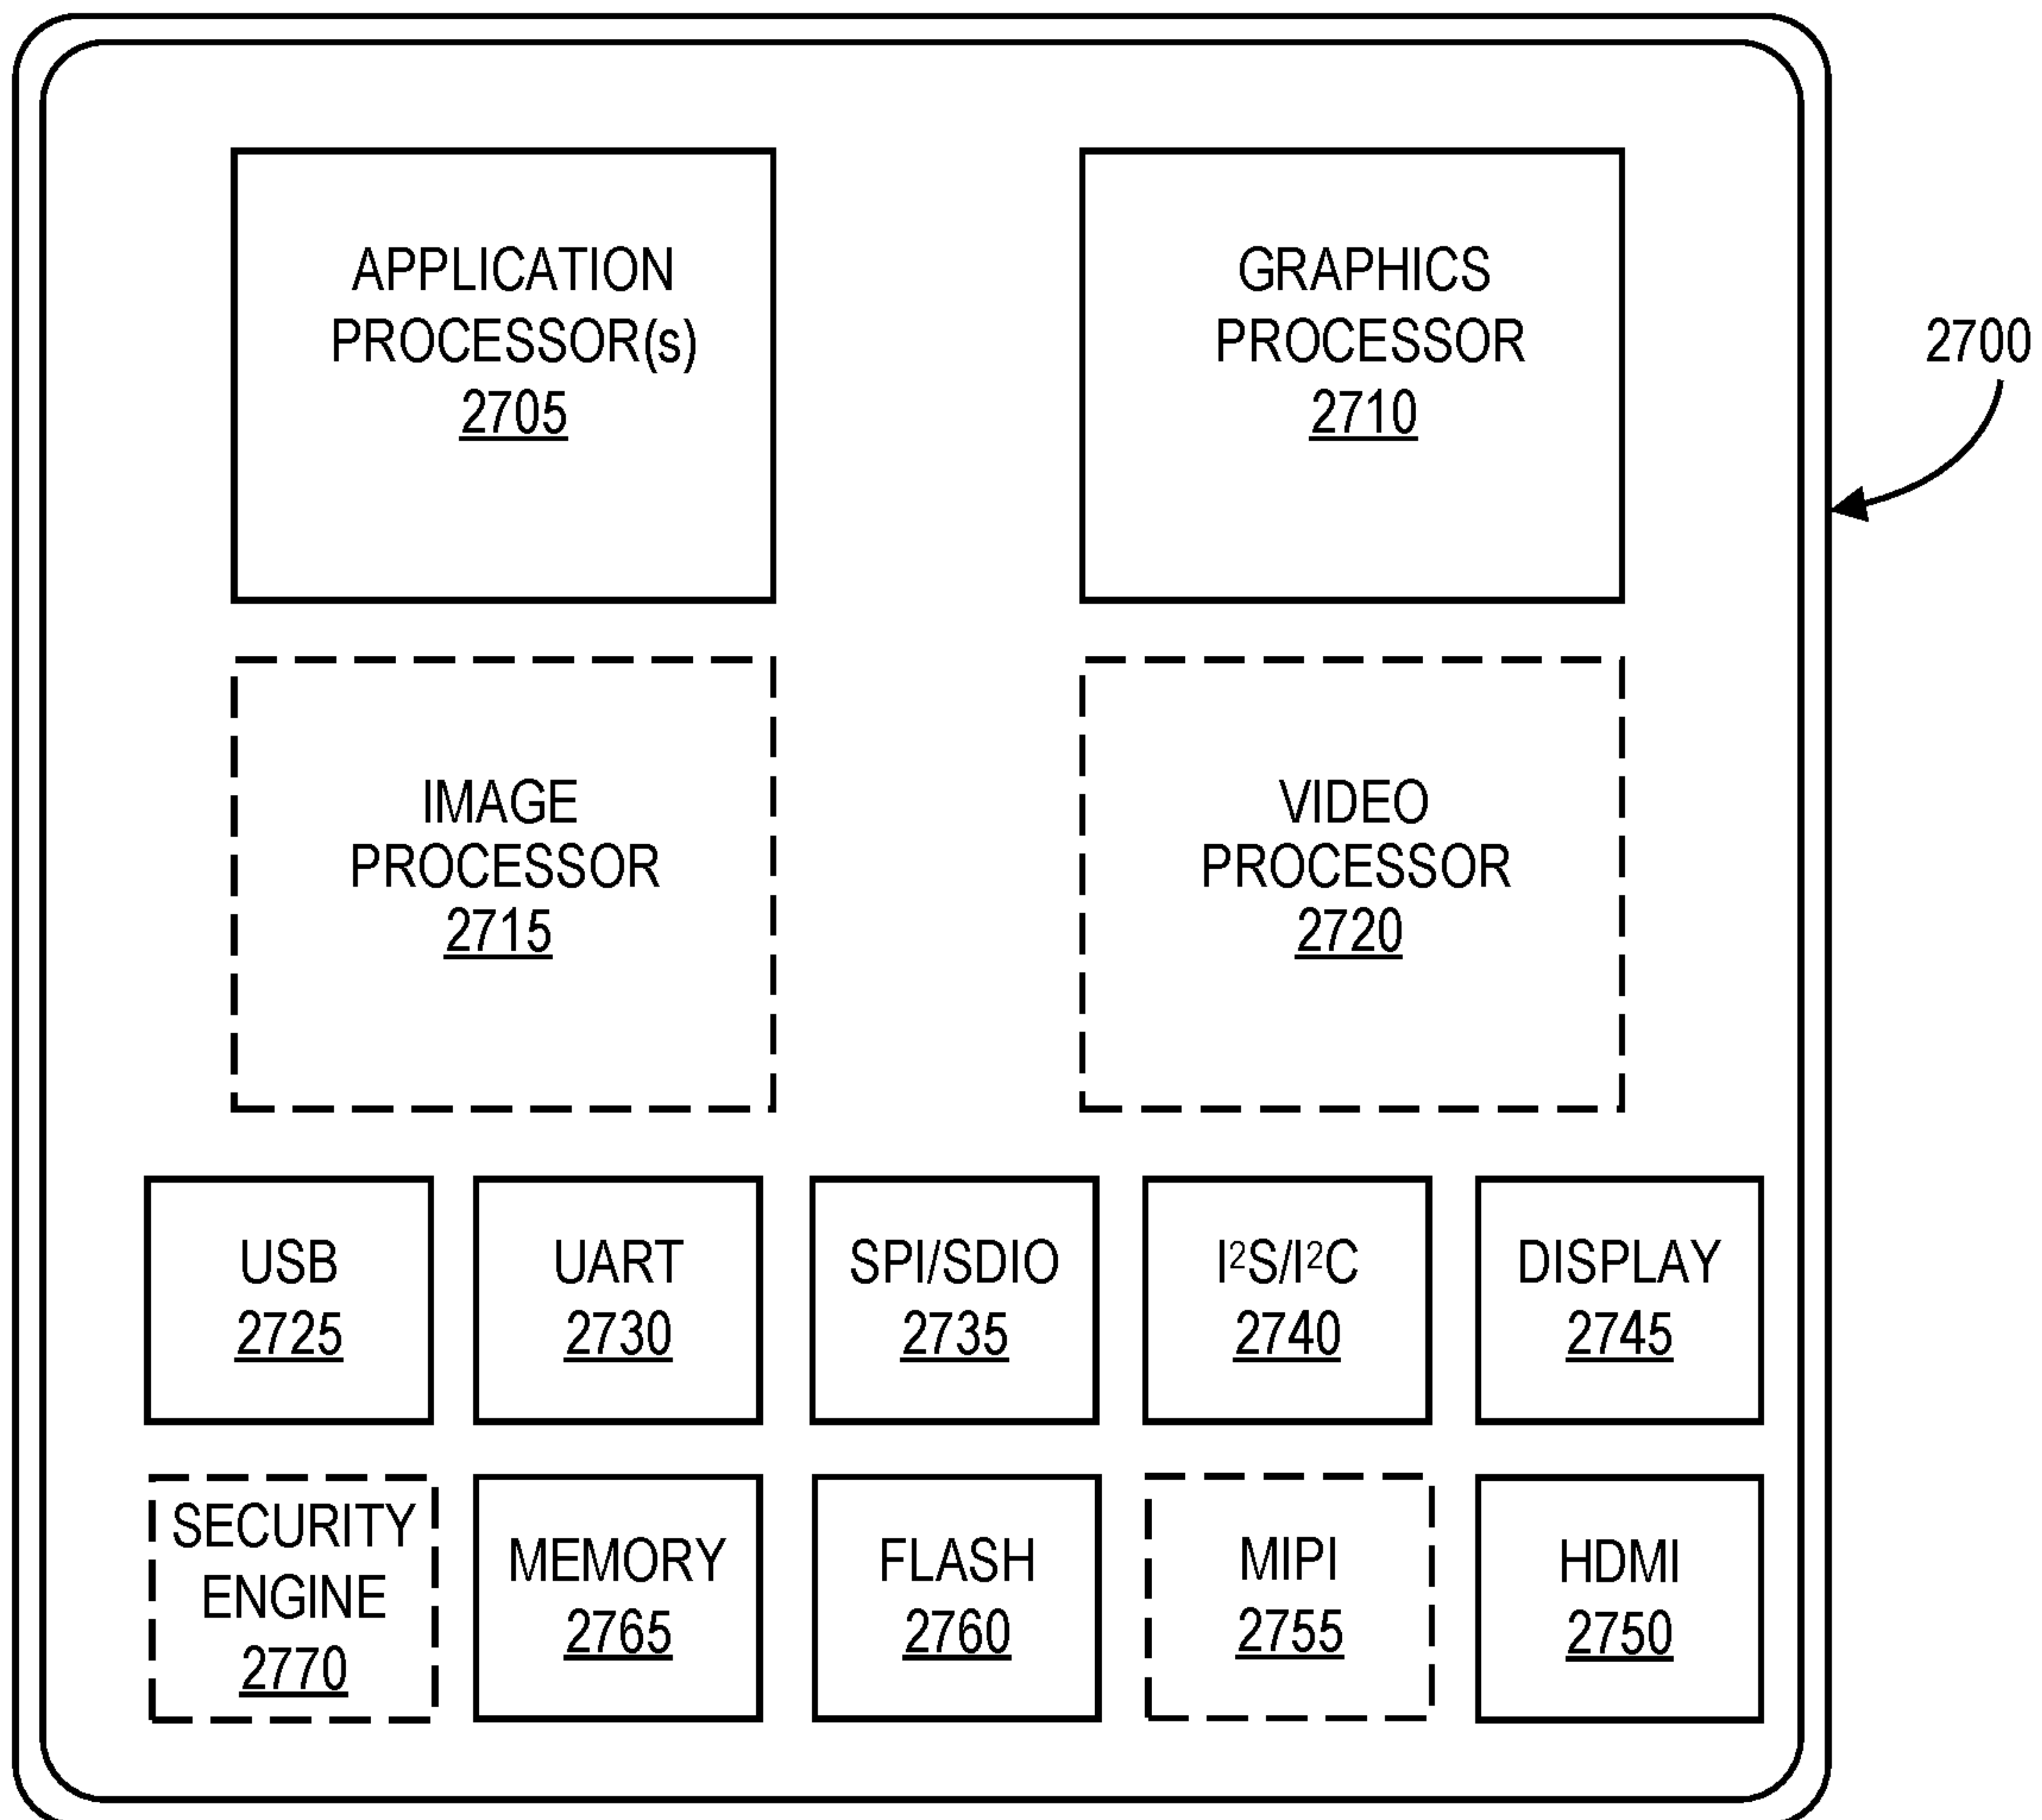 APPLICATION
PROCESSOR(s)
2705
GRAPHICS
PROCESSOR
2710
2700
IMAGE
PROCESSOR
2715
VIDEO
PROCESSOR
2720
USB
2725
UART
2730
SPI/SDIO
2735
I²S/I²C
2740
DISPLAY
2745
SECURITY
ENGINE
2770
MEMORY
2765
FLASH
2760
MIPI
2755
HDMI
2750